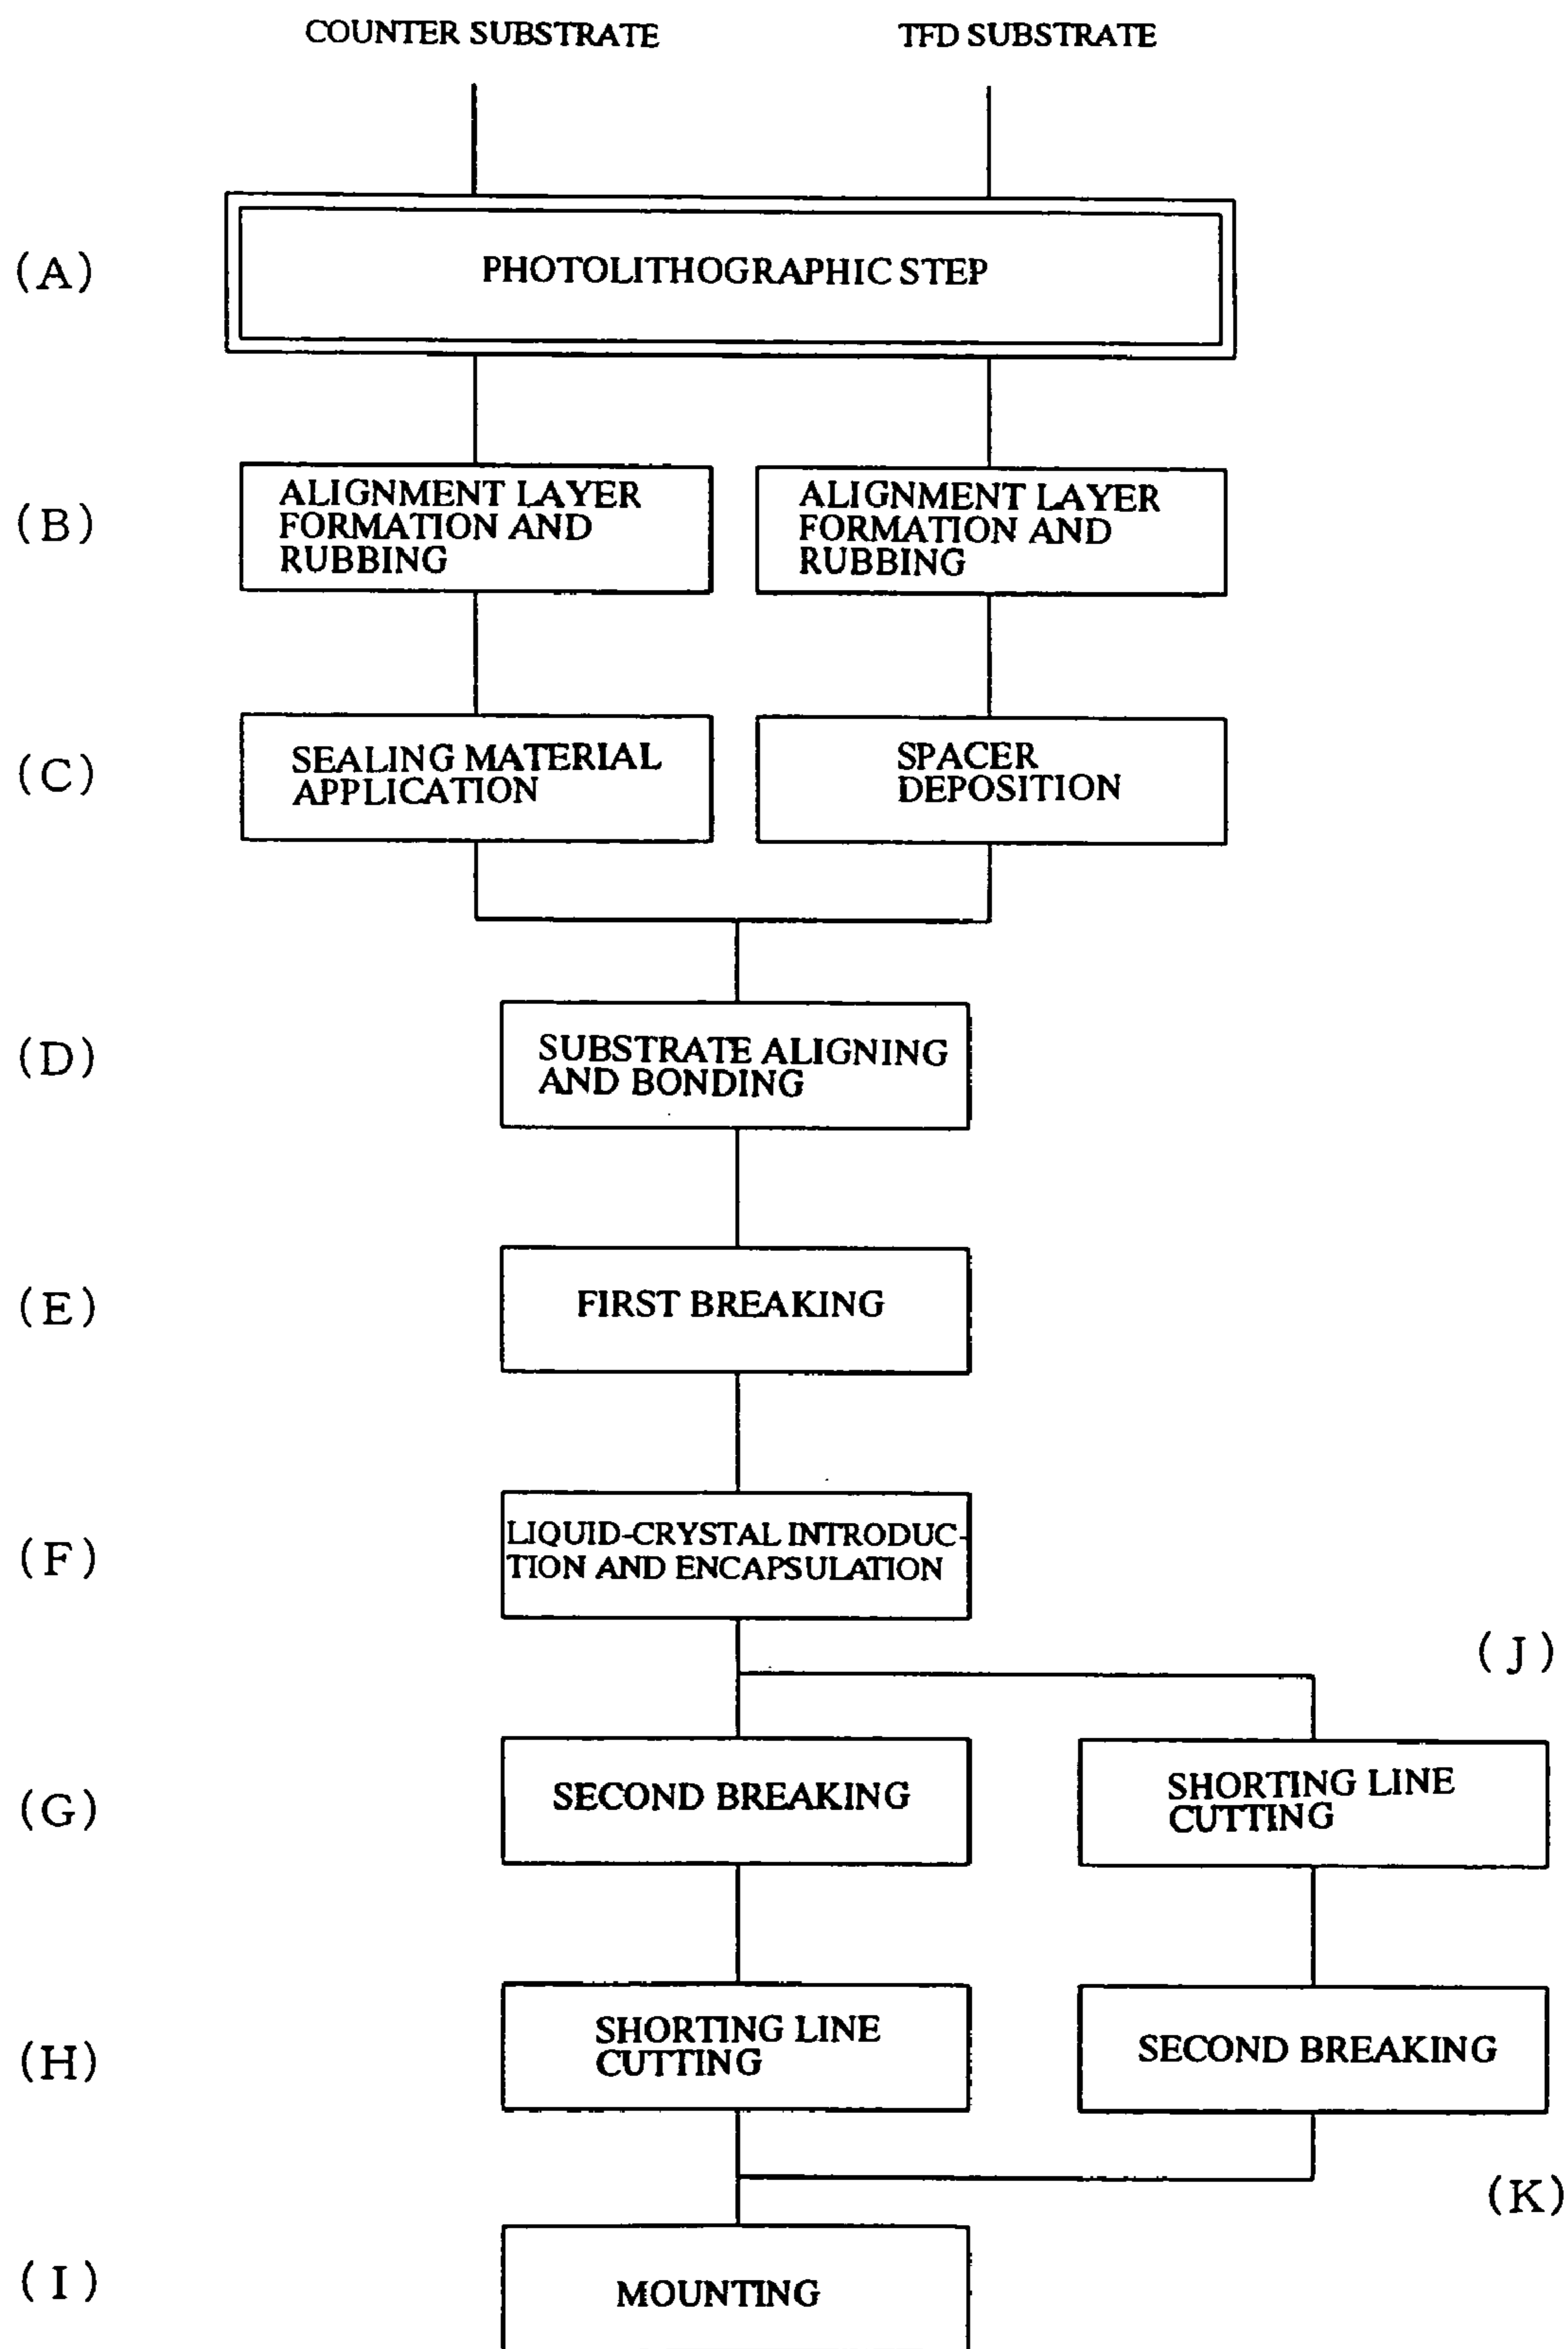 COUNTER SUBSTRATE
TFD SUBSTRATE
(A)
PHOTOLITHOGRAPHIC STEP
(B)
ALIGNMENT LAYER
FORMATION AND
RUBBING
ALIGNMENT LAYER
FORMATION AND
RUBBING
(C)
SEALING MATERIAL
APPLICATION
SPACER
DEPOSITION
(D)
SUBSTRATE ALIGNING
AND BONDING
(E)
FIRST BREAKING
(F)
LIQUID-CRYSTAL INTRODUC-
TION AND ENCAPSULATION
(J)
(G)
SECOND BREAKING
SHORTING LINE
CUTTING
(H)
SHORTING LINE
CUTTING
SECOND BREAKING
(K)
(I)
MOUNTING